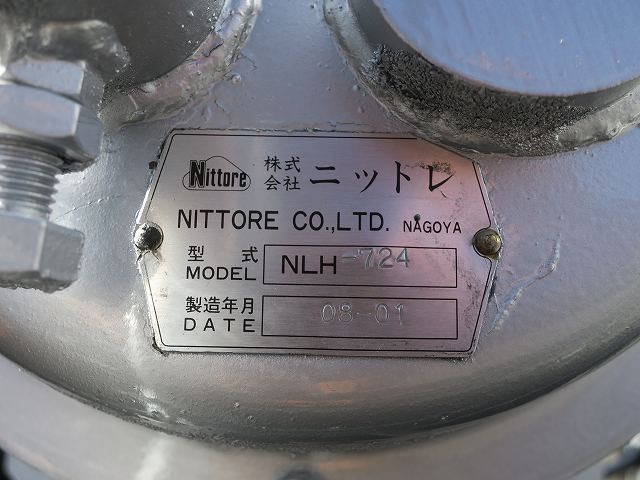 Nittore 株式会社 ニットレ
NITTORE CO.,LTD. NAGOYA
型式
MODEL NLH-724
製造年月
DATE 08-01